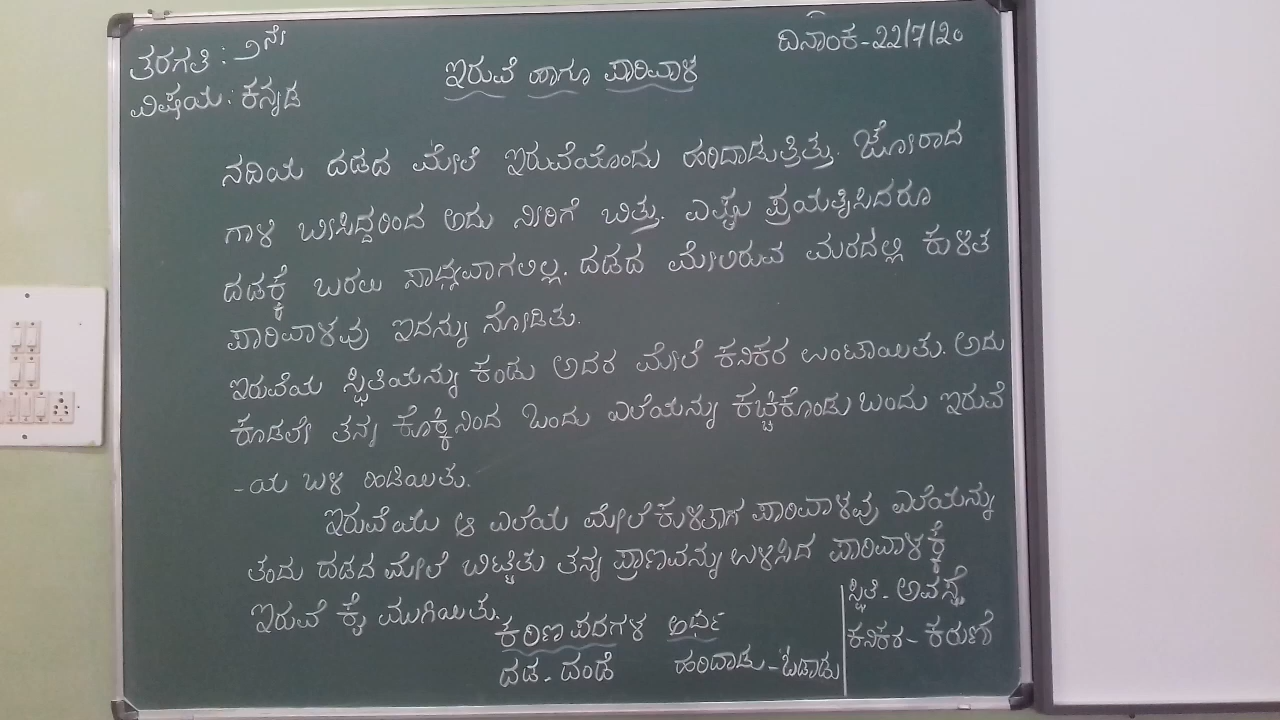 ತರಗತಿ : ೨ನೇ
ದಿನಾಂಕ-22/7/20
ವಿಷಯ: ಕನ್ನಡ
ಇರುವೆ ಹಾಗೂ ಪಾರಿವಾಳ
ನದಿಯ ದಡದ ಮೇಲೆ ಇರುವೆಯೊಂದು ಹರಿದಾಡುತ್ತಿತ್ತು. ಜೋರಾದ
ಗಾಳಿ ಬೀಸಿದ್ದರಿಂದ ಅದು ನೀರಿಗೆ ಬಿತ್ತು. ಎಷ್ಟು ಪ್ರಯತ್ನಿಸಿದರೂ
ದಡಕ್ಕೆ ಬರಲು ಸಾಧ್ಯವಾಗಲಿಲ್ಲ. ದಡದ ಮೇಲಿರುವ ಮರದಲ್ಲಿ ಕುಳಿತ
ಪಾರಿವಾಳವು ಇದನ್ನು ನೋಡಿತು.
ಇರುವೆಯ ಸ್ಥಿತಿಯನ್ನು ಕಂಡು ಅದರ ಮೇಲೆ ಕನಿಕರ ಉಂಟಾಯಿತು. ಅದು
ಕೂಡಲೇ ತನ್ನ ಕೊಕ್ಕಿನಿಂದ ಒಂದು ಎಲೆಯನ್ನು ಕಚ್ಚಿಕೊಂಡು ಬಂದು ಇರುವೆ
-ಯ ಬಳಿ ಹಿಡಿಯಿತು.
ಇರುವೆಯು ಆ ಎಲೆಯ ಮೇಲೆ ಕುಳಿತಾಗ ಪಾರಿವಾಳವು ಎಲೆಯನ್ನು
ತಂದು ದಡದ ಮೇಲೆ ಬಿಟ್ಟಿತು ತನ್ನ ಪ್ರಾಣವನ್ನು ಉಳಿಸಿದ ಪಾರಿವಾಳಕ್ಕೆ
ಇರುವೆ ಕೈ ಮುಗಿಯಿತು.
ಕಠಿಣ ಪದಗಳ ಅರ್ಥ
ದಡ - ದಂಡೆ ಹರಿದಾಡು - ಓಡಾಡು
ಸ್ಥಿತಿ - ಅವಸ್ಥೆ
ಕನಿಕರ - ಕರುಣೆ